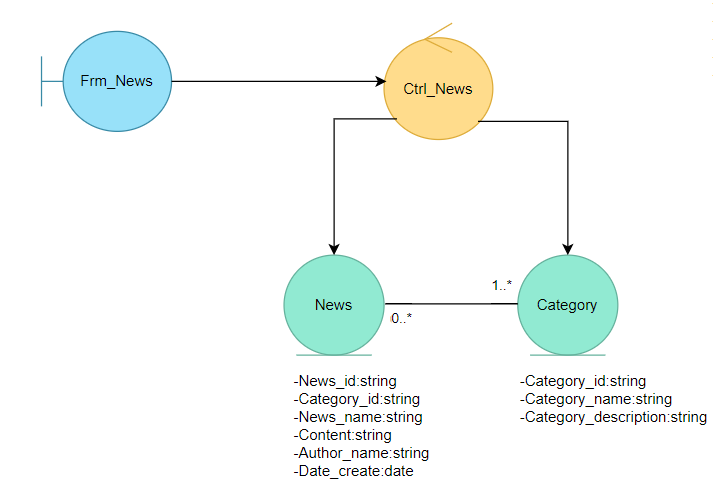 Frm_News
Ctrl_News
1..*
News
Category
0..*
-News_id:string
-Category_id:string
-News_name:string
-Content:string
-Author_name:string
-Date_create:date
-Category_id:string
-Category_name:string
-Category_description:string